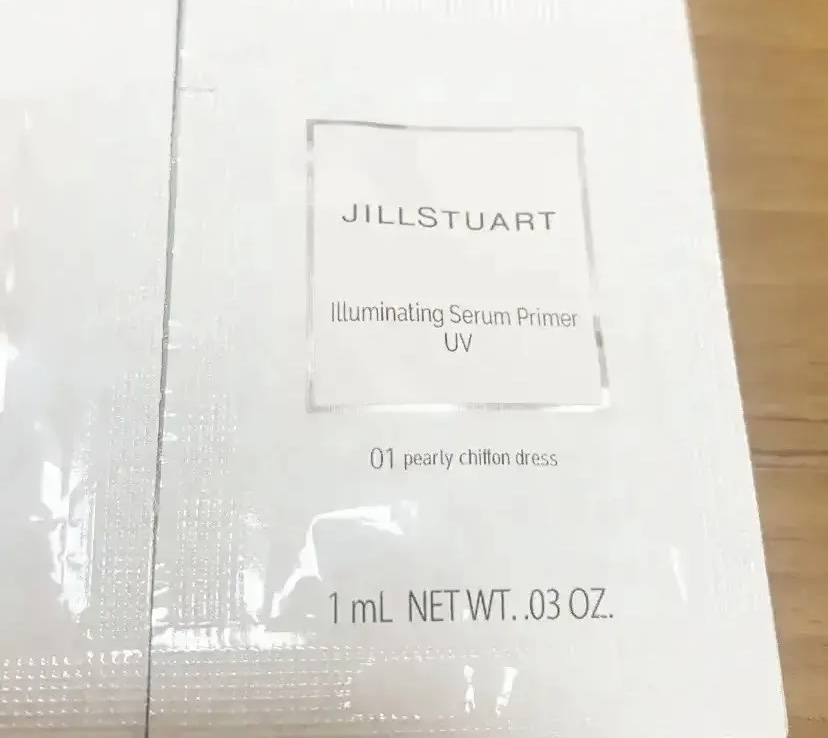 JILLSTUART
Illuminating Serum Primer
UV
01 pearly chiffon dress
1 mL NET WT. .03 OZ.